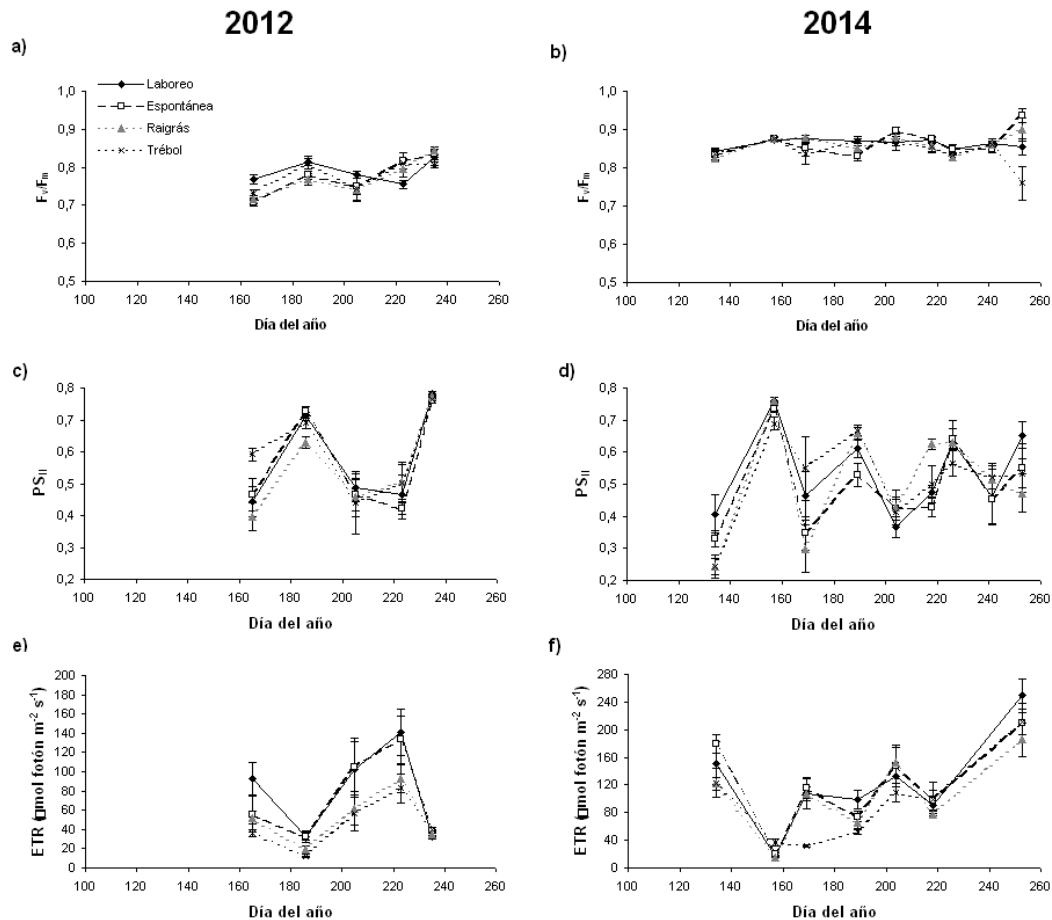 2012
2014
a)
b)
Laboreo
Espontánea
Raigrás
Trébol
1,0
0,9
0,8
0,7
0,6
0,5
Fv/Fm
100 120 140 160 180 200 220 240 260
Día del año
1,0
0,9
0,8
0,7
0,6
0,5
Fv/Fm
100 120 140 160 180 200 220 240 260
Día del año
c)
d)
0,8
0,7
0,6
0,5
0,4
0,3
0,2
PSII
100 120 140 160 180 200 220 240 260
Día del año
0,8
0,7
0,6
0,5
0,4
0,3
0,2
PSII
100 120 140 160 180 200 220 240 260
Día del año
e)
f)
200
180
160
140
120
100
80
60
40
20
0
ETR (μmol fotón m-2 s-1)
100 120 140 160 180 200 220 240 260
Día del año
280
240
200
160
120
80
40
0
ETR (μmol fotón m-2 s-1)
100 120 140 160 180 200 220 240 260
Día del año